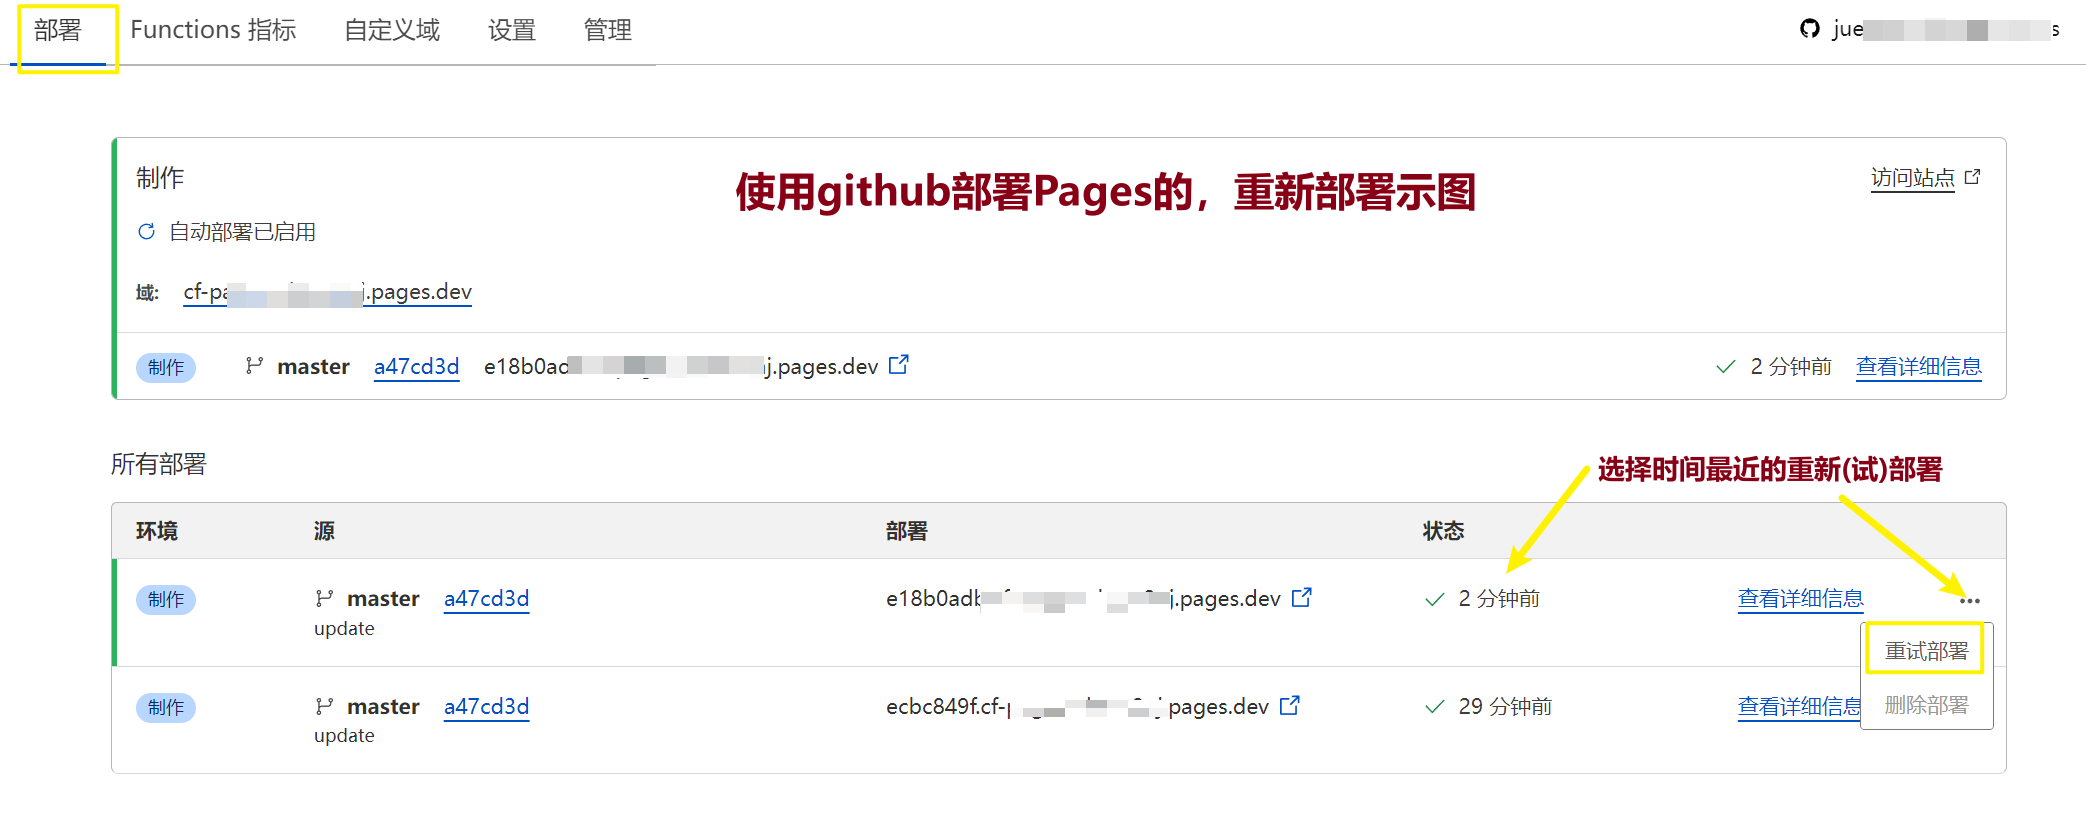 部署 Functions 指标 自定义域 设置 管理 jue s
制作
使用github部署Pages的，重新部署示图
访问站点
自动部署已启用
域: cf-pa j.pages.dev
制作 master a47cd3d e18b0ad j.pages.dev 2 分钟前 查看详细信息
所有部署
选择时间最近的重新(试)部署
环境 源 部署 状态
制作 master a47cd3d e18b0adb j.pages.dev 2 分钟前 查看详细信息 •••
update
重试部署
制作 master a47cd3d ecbc849f.cf-p j.pages.dev 29 分钟前 查看详细信息
删除部署
update